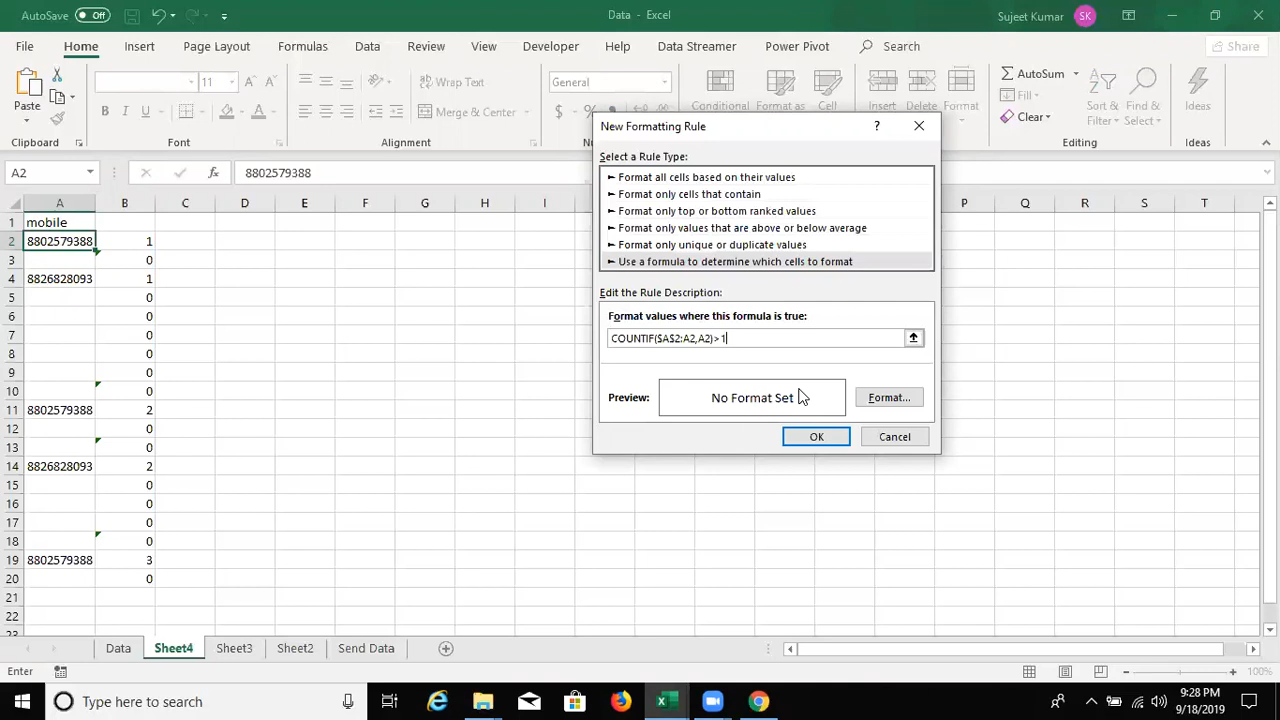 AutoSave Off
Data - Excel
Sujeet Kumar SK
File Home Insert Page Layout Formulas Data Review View Developer Help Data Streamer Power Pivot Search Share
Paste
B I U
11
Wrap Text
Merge & Center
General
$ %
Conditional
Format as
Cell
Insert
Delete
Format
AutoSum
Fill
Clear
Sort & Filter
Find & Select
Ideas
Clipboard Font Alignment Editing Ideas
A2 fx 8802579388
A B C D E F G H I P Q R S T
1 mobile
2 8802579388 1
3 0
4 8826828093 1
5 0
6 0
7 0
8 0
9 0
10 0
11 8802579388 2
12 0
13 0
14 8826828093 2
15 0
16 0
17 0
18 0
19 8802579388 3
20 0
21
22
23
New Formatting Rule ?
Select a Rule Type:
► Format all cells based on their values
► Format only cells that contain
► Format only top or bottom ranked values
► Format only values that are above or below average
► Format only unique or duplicate values
► Use a formula to determine which cells to format
Edit the Rule Description:
Format values where this formula is true:
COUNTIF($A$2:A2,A2)>1
Preview: No Format Set Format...
OK Cancel
Data Sheet4 Sheet3 Sheet2 Send Data
Enter 100%
Type here to search
9:28 PM
9/18/2019